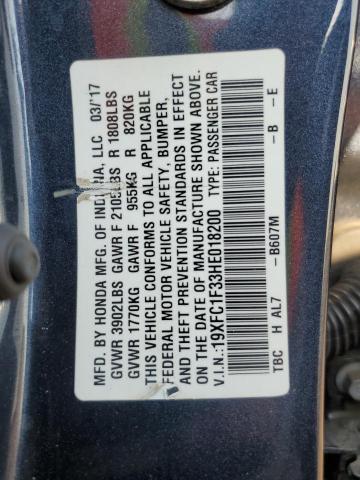 MFD. BY HONDA MFG. OF INDIANA, LLC 03/'17
GVWR 3902LBS GAWR F 2105LBS R 1808LBS
GVWR 1770KG GAWR F 955KG R 820KG
THIS VEHICLE CONFORMS TO ALL APPLICABLE
FEDERAL MOTOR VEHICLE SAFETY, BUMPER,
AND THEFT PREVENTION STANDARDS IN EFFECT
ON THE DATE OF MANUFACTURE SHOWN ABOVE.
V.I.N.:19XFC1F33HE018200 TYPE: PASSENGER CAR
TBC H AL7 -B607M -B -E